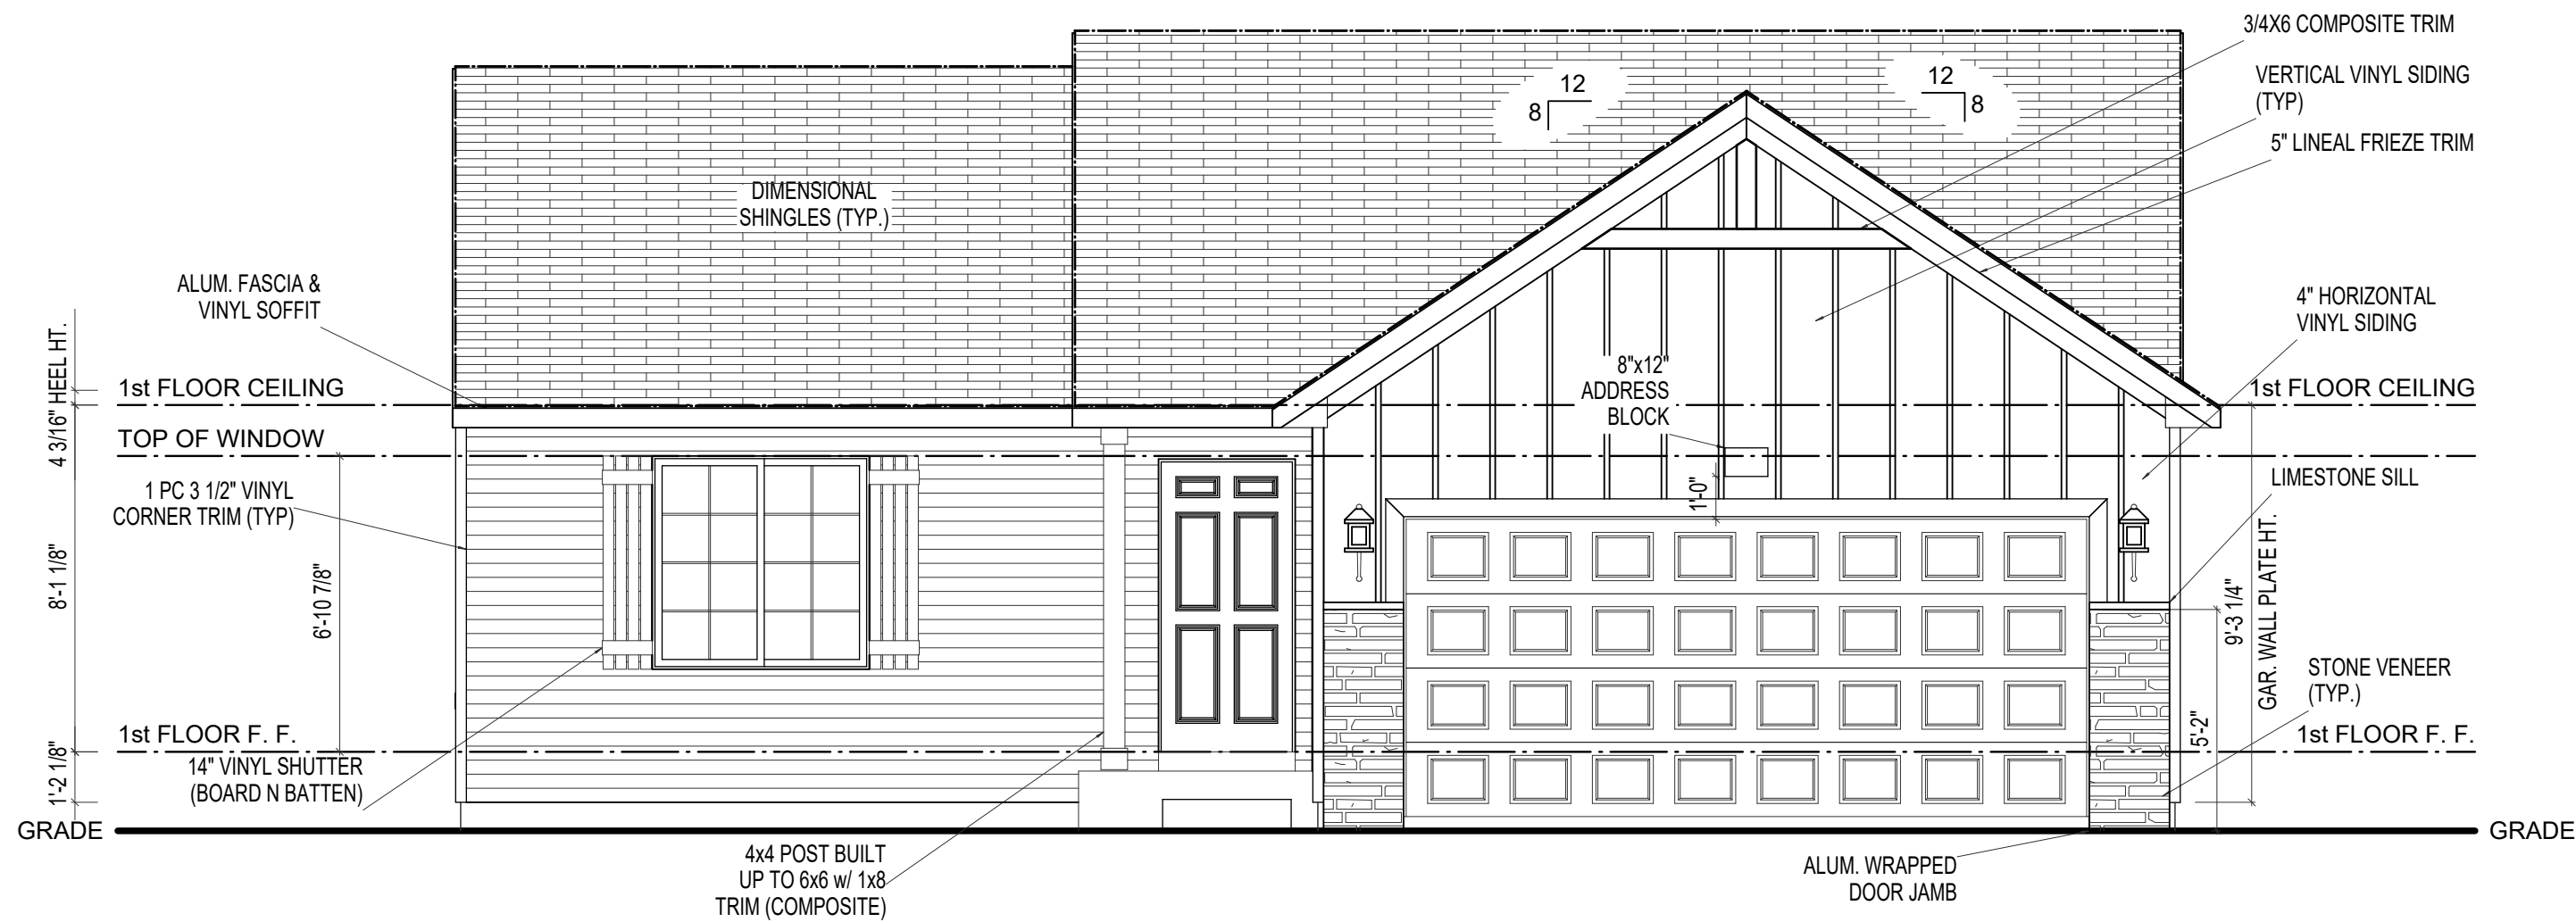 3/4X6 COMPOSITE TRIM
VERTICAL VINYL SIDING
(TYP)
5" LINEAL FRIEZE TRIM
12
8
12
8
DIMENSIONAL
SHINGLES (TYP.)
ALUM. FASCIA &
VINYL SOFFIT
4" HORIZONTAL
VINYL SIDING
4 3/16" HEEL HT.
1st FLOOR CEILING
8"x12"
ADDRESS
BLOCK
1st FLOOR CEILING
TOP OF WINDOW
1 PC 3 1/2" VINYL
CORNER TRIM (TYP)
1'-0"
LIMESTONE SILL
8'-1 1/8"
6'-10 7/8"
9'-3 1/4"
GAR. WALL PLATE HT.
STONE VENEER
(TYP.)
5'-2"
1st FLOOR F. F.
1st FLOOR F. F.
1'-2 1/8"
14" VINYL SHUTTER
(BOARD N BATTEN)
GRADE
GRADE
4x4 POST BUILT
UP TO 6x6 w/ 1x8
TRIM (COMPOSITE)
ALUM. WRAPPED
DOOR JAMB